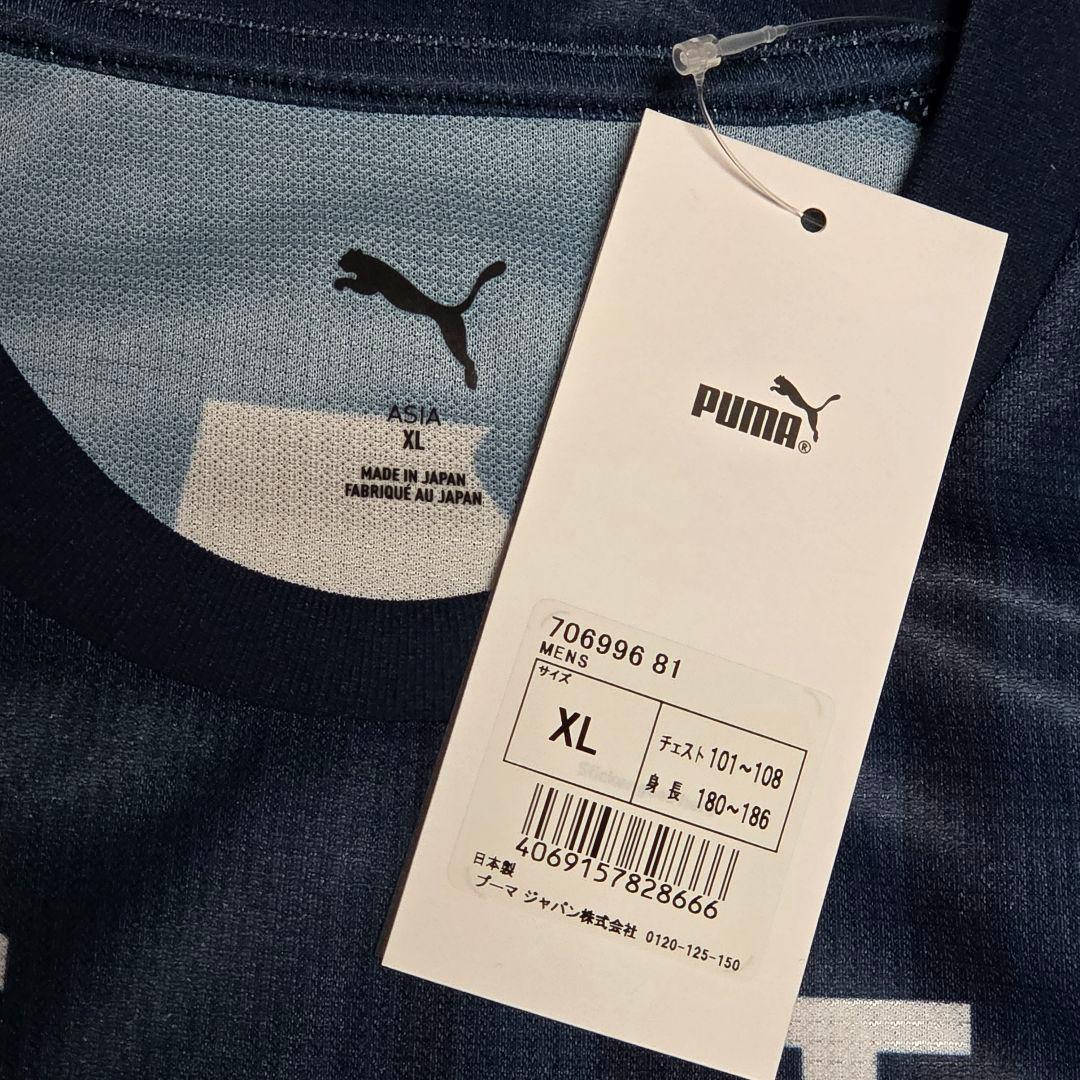 ASIA
XL
MADE IN JAPAN
FABRIQUÉ AU JAPAN
PUMA®
706996 81
MENS
サイズ
XL
チェスト 101~108
身長 180~186
4069157828666
日本製
プーマ ジャパン株式会社 0120-125-150
T